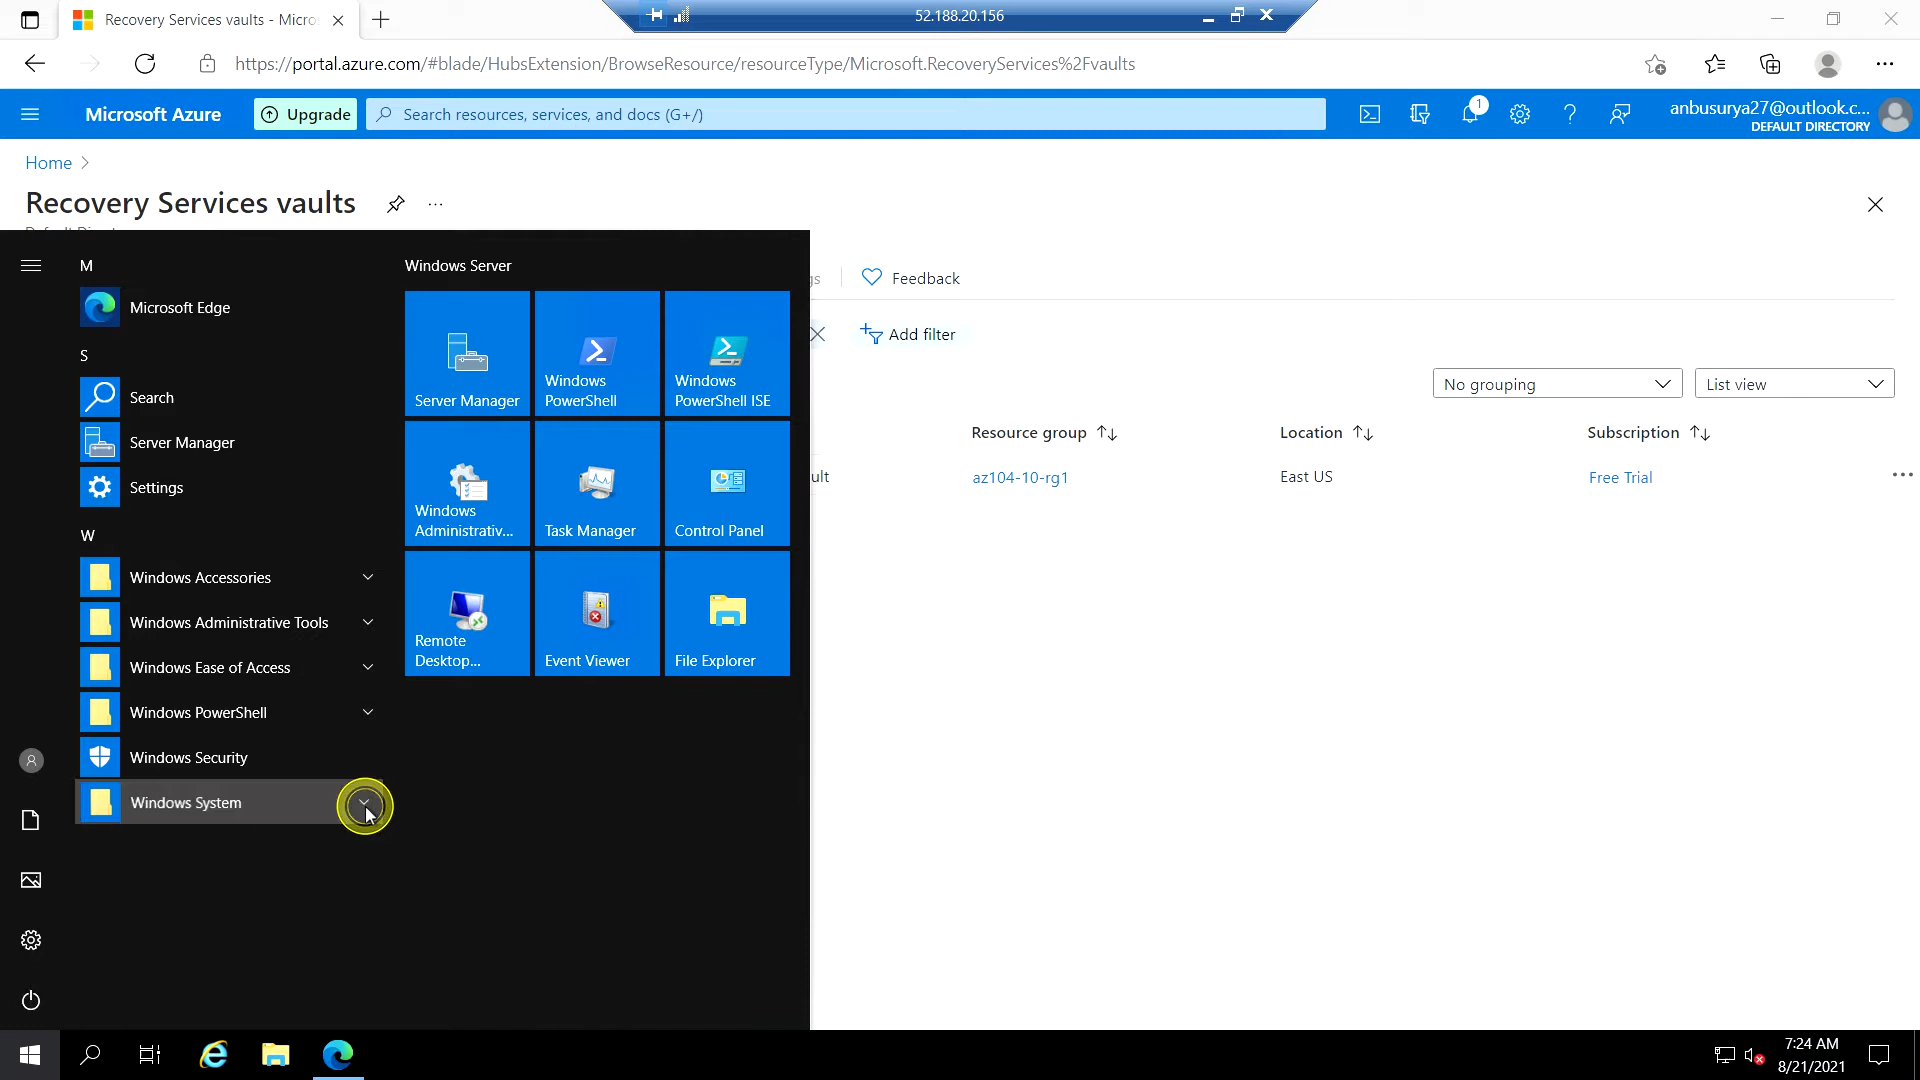 Recovery Services vaults - Micro
52.188.20.156
https://portal.azure.com/#blade/HubsExtension/BrowseResource/resourceType/Microsoft.RecoveryServices%2Fvaults
Microsoft Azure
Upgrade
Search resources, services, and docs (G+/)
1
anbusurya27@outlook.c...
DEFAULT DIRECTORY
Home
Recovery Services vaults
...
gs
Feedback
Add filter
No grouping
List view
Resource group
Location
Subscription
ult
az104-10-rg1
East US
Free Trial
M
Microsoft Edge
S
Search
Server Manager
Settings
W
Windows Accessories
Windows Administrative Tools
Windows Ease of Access
Windows PowerShell
Windows Security
Windows System
Windows Server
Server Manager
Windows
PowerShell
Windows
PowerShell ISE
Windows
Administrativ...
Task Manager
Control Panel
Remote
Desktop...
Event Viewer
File Explorer
7:24 AM
8/21/2021